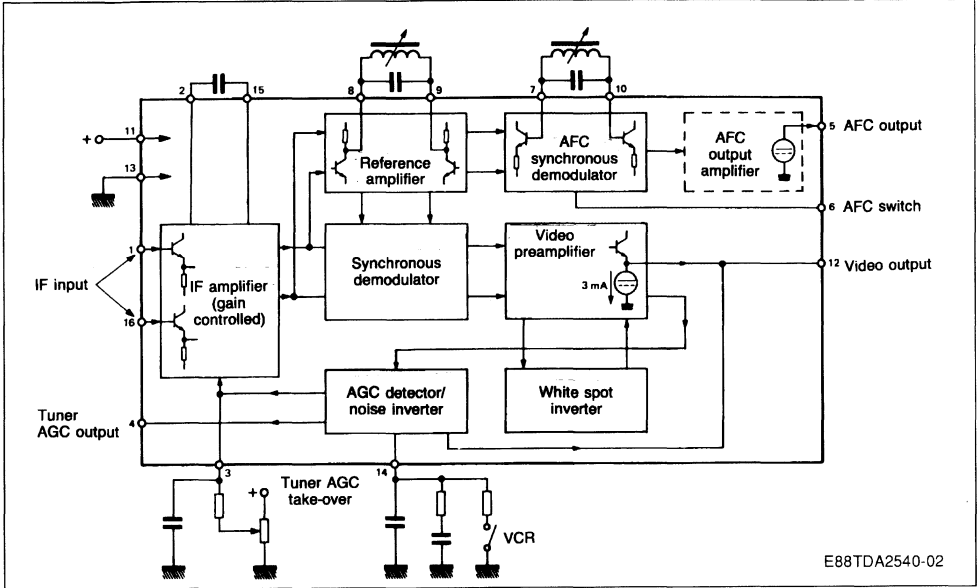 2
15
8
9
7
10
+
11
13
Reference
amplifier
AFC
synchronous
demodulator
AFC
output
amplifier
5 AFC output
6 AFC switch
1
IF input
16
IF amplifier
(gain
controlled)
Synchronous
demodulator
Video
preamplifier
3 mA
12 Video output
AGC detector/
noise inverter
White spot
inverter
Tuner
AGC output
4
3
14
Tuner AGC
take-over
+
VCR
E88TDA2540-02